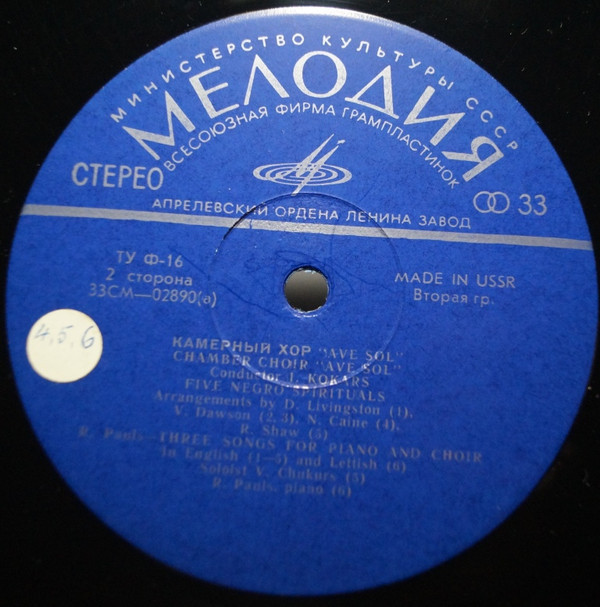 МИНИСТЕРСТВО КУЛЬТУРЫ СССР
МЕЛОДИЯ
ВСЕСОЮЗНАЯ ФИРМА ГРАМПЛАСТИНОК
СТЕРЕО
33
АПРЕЛЕВСКИЙ ОРДЕНА ЛЕНИНА ЗАВОД
ТУ Ф-16
2 сторона
33СМ—02890(а)
MADE IN USSR
Вторая гр.
4, 5, 6
КАМЕРНЫЙ ХОР "AVE SOL"
CHAMBER CHOIR "AVE SOL"
Conductor I. KOKARS
FIVE NEGRO SPIRITUALS
Arrangements by D. Livingston (1),
V. Dawson (2, 3), N. Caine (4),
R. Shaw (5)
R. Pauls—THREE SONGS FOR PIANO AND CHOIR
In English (1—5) and Lettish (6)
Soloist V. Chukurs (5)
R. Pauls, piano (6)